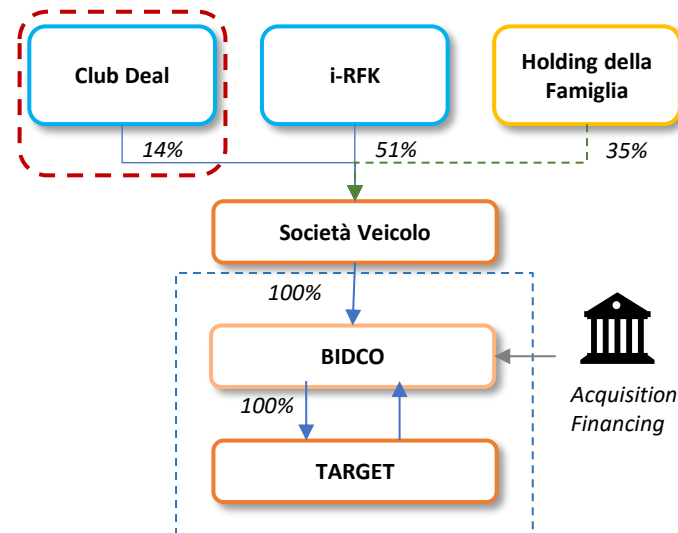 Club Deal
i-RFK
Holding della
Famiglia
14%
51%
35%
Società Veicolo
100%
BIDCO
100%
Acquisition
Financing
TARGET